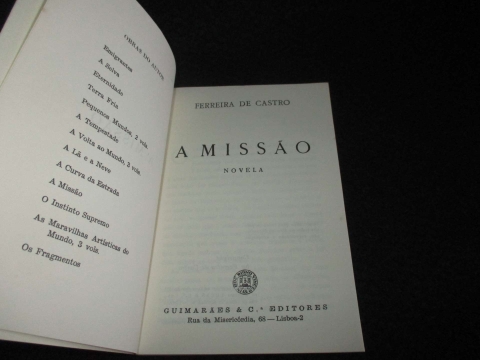 OBRAS DO AUTOR
Emigrantes
A Selva
Eternidade
Terra Fria
Pequenos Mundos, 2 vols.
A Tempestade
A Volta ao Mundo, 3 vols.
A Lã e a Neve
A Curva da Estrada
A Missão
O Instinto Supremo
As Maravilhas Artísticas do
Mundo, 3 vols.
Os Fragmentos
FERREIRA DE CASTRO
A MISSÃO
NOVELA
GUIMARÃES & C.ª EDITORES
Rua da Misericórdia, 68 — Lisboa-2